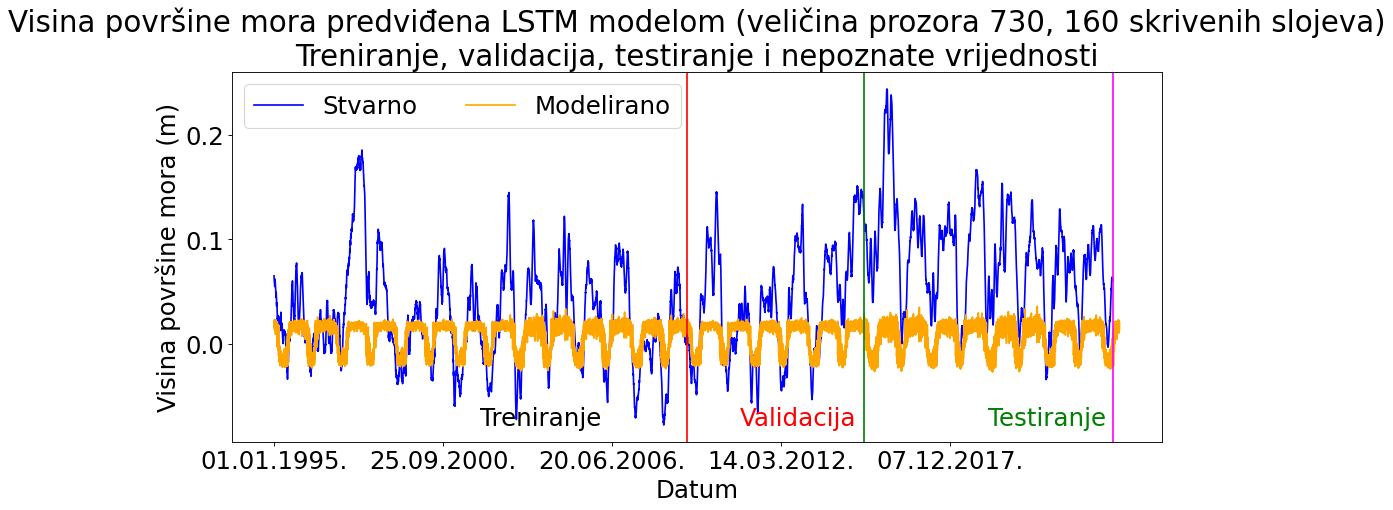 Visina površine mora predviđena LSTM modelom (veličina prozora 730, 160 skrivenih slojeva)
Treniranje, validacija, testiranje i nepoznate vrijednosti
Stvarno
Modelirano
Visina površine mora (m)
0.2
0.1
0.0
Treniranje
Validacija
Testiranje
01.01.1995.
25.09.2000.
20.06.2006.
14.03.2012.
07.12.2017.
Datum